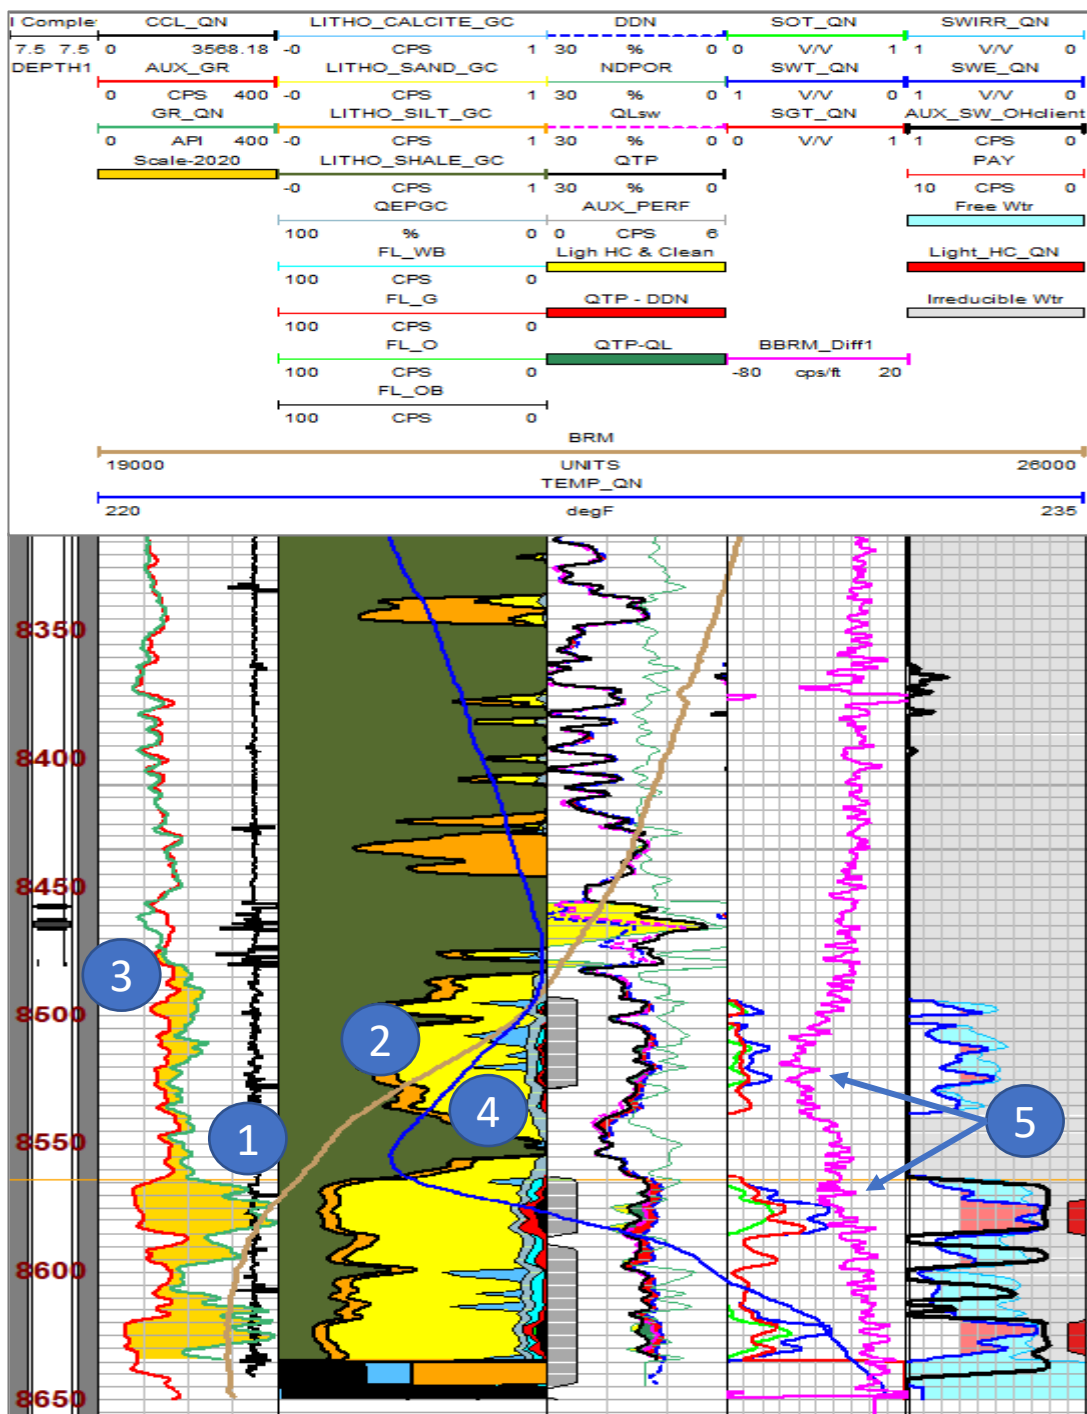 I Comple CCL_QN LITHO_CALCITE_GC DDN SOT_QN SWIRR_QN
7.5 7.5 0 3568.18 -0 CPS 1 30 % 0 0 V/V 1 1 V/V 0
DEPTH1 AUX_GR LITHO_SAND_GC NDPOR SWT_QN SWE_QN
0 CPS 400 -0 CPS 1 30 % 0 1 V/V 0 1 V/V 0
GR_QN LITHO_SILT_GC QLsw SGT_QN AUX_SW_OHclient
0 API 400 -0 CPS 1 30 % 0 0 V/V 1 1 CPS 0
Scale-2020 LITHO_SHALE_GC QTP PAY
-0 CPS 1 30 % 0 10 CPS 0
QEPGC AUX_PERF Free Wtr
100 % 0 0 CPS 6
FL_WB Ligh HC & Clean Light_HC_QN
100 CPS 0
FL_G QTP - DDN Irreducible Wtr
100 CPS 0
FL_O QTP-QL BBRM_Diff1
100 CPS 0 -80 cps/ft 20
FL_OB
100 CPS 0
BRM
19000 UNITS 26000
TEMP_QN
220 degF 235
8350
8400
8450
3
8500
2
4
5
1
8550
8600
8650